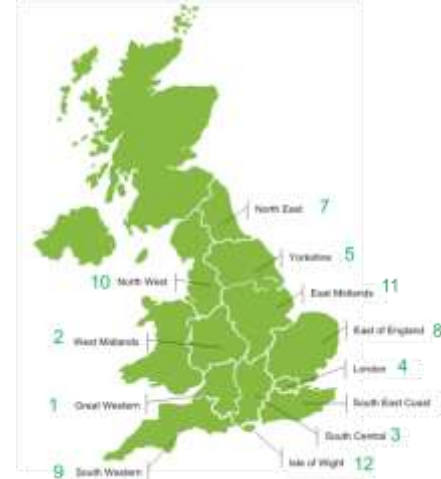 North East 7
Yorkshire 5
10 North West
East Midlands 11
2 West Midlands
East of England 8
London 4
1 Great Western
South East Coast
South Central 3
Isle of Wight 12
9 South Western